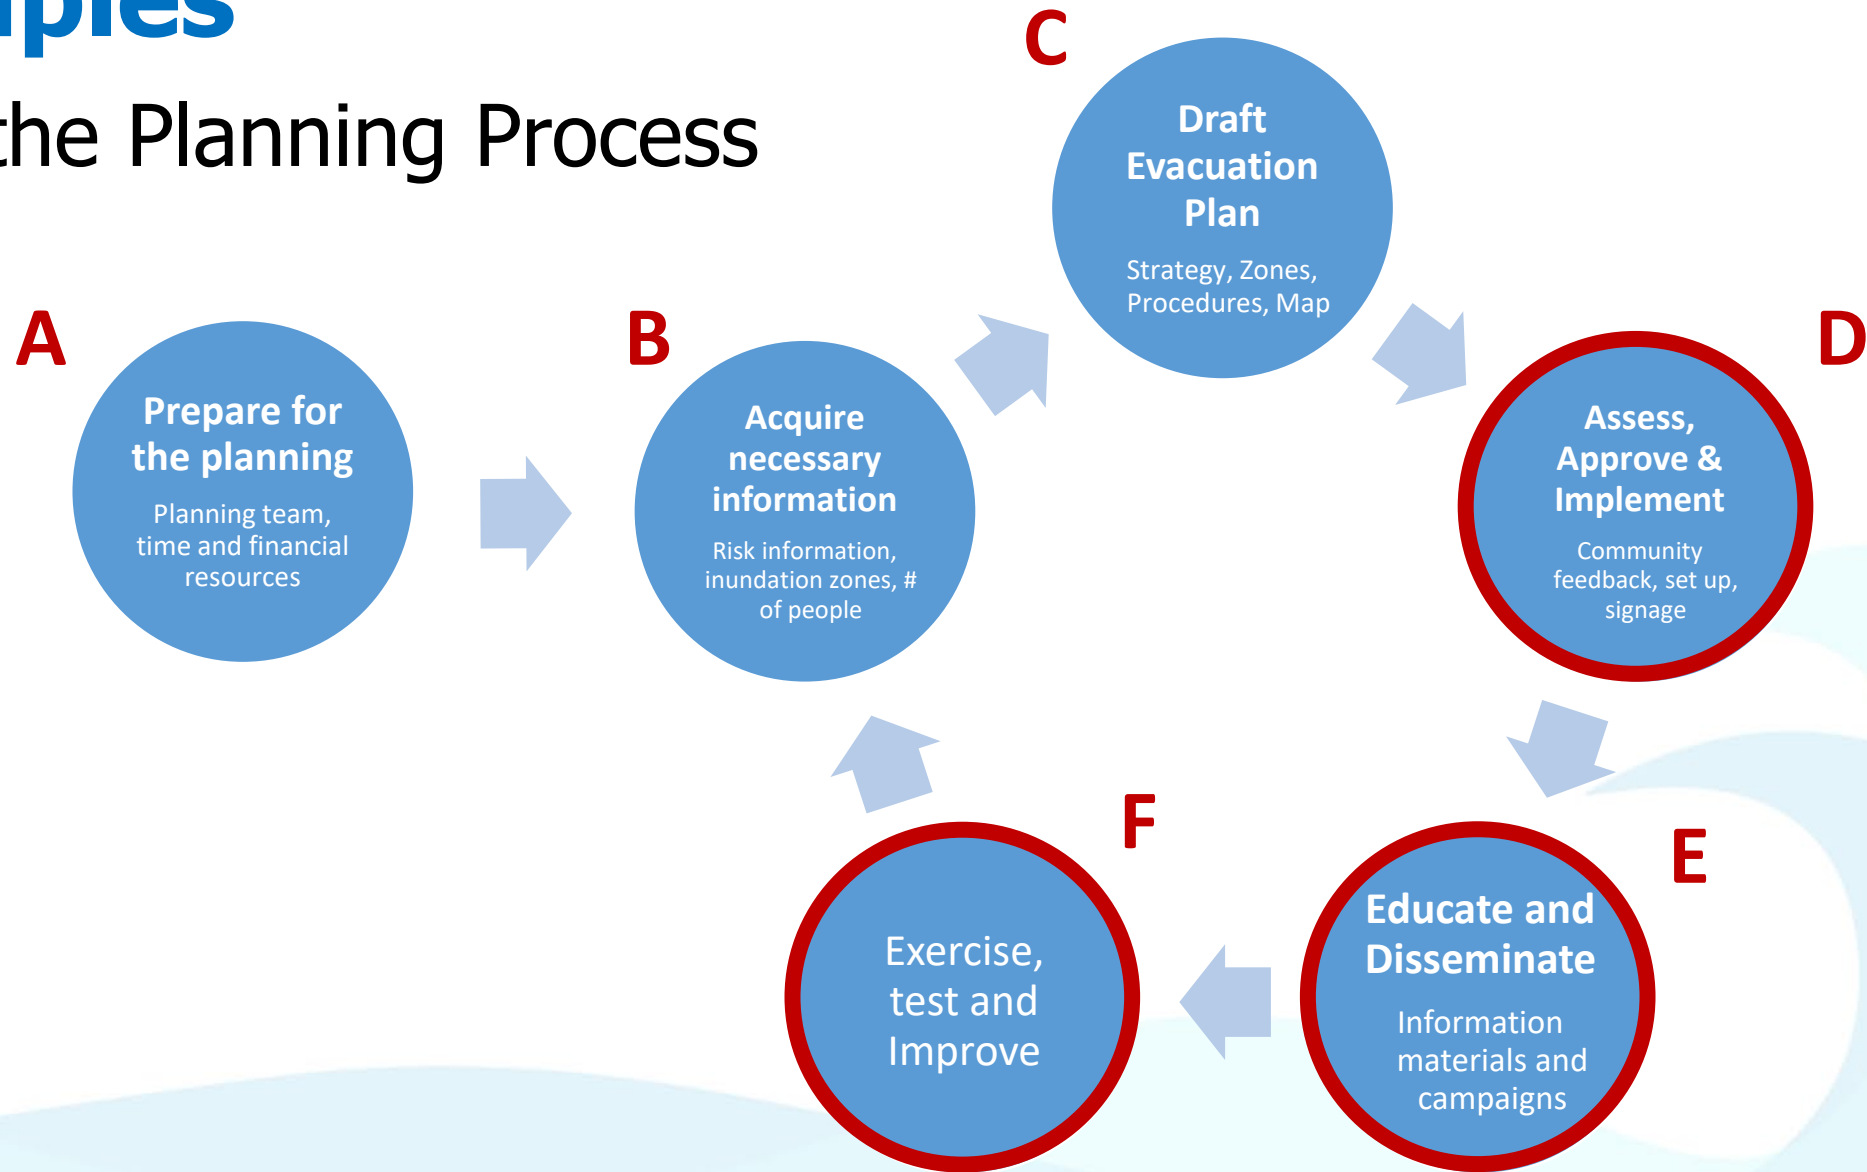 the Planning Process
A
Prepare for
the planning
Planning team,
time and financial
resources
B
Acquire
necessary
information
Risk information,
inundation zones, #
of people
C
Draft
Evacuation
Plan
Strategy, Zones,
Procedures, Map
D
Assess,
Approve &
Implement
Community
feedback, set up,
signage
E
Educate and
Disseminate
Information
materials and
campaigns
F
Exercise,
test and
Improve